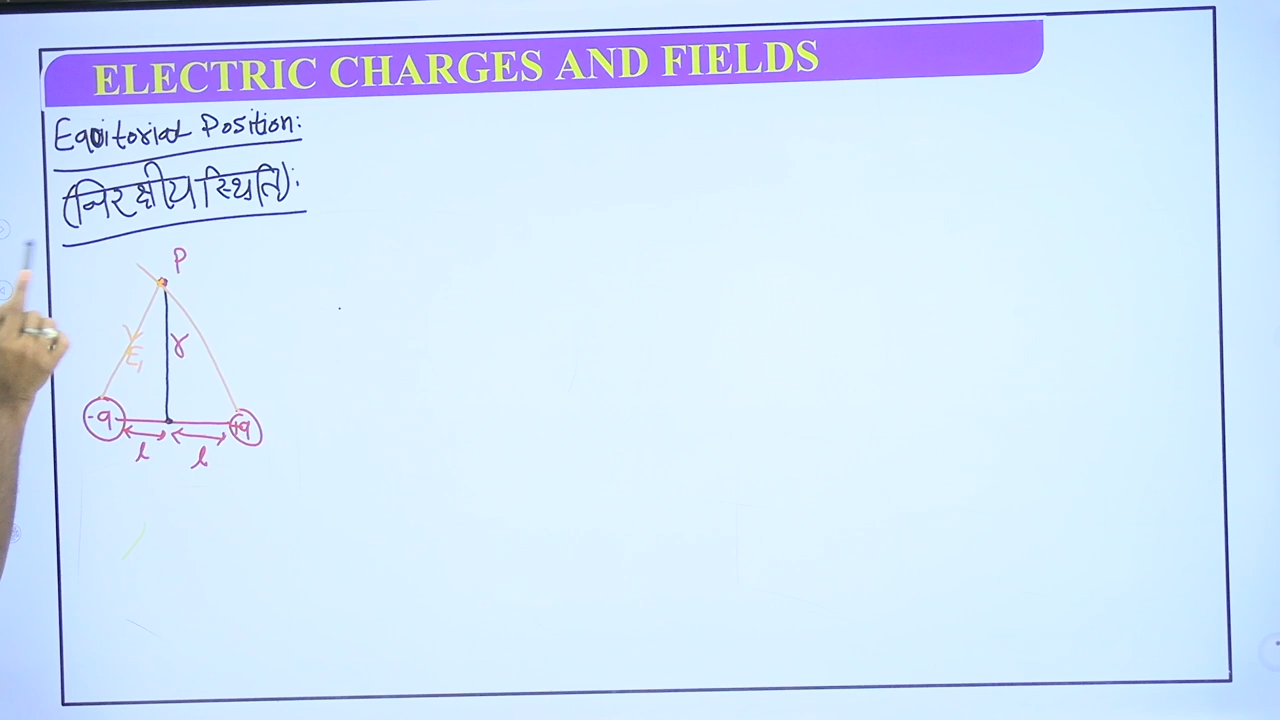 ELECTRIC CHARGES AND FIELDS
Equitorial Position:
(निरक्षीय स्थिति):
P
r
E₁
-q
+q
l
l